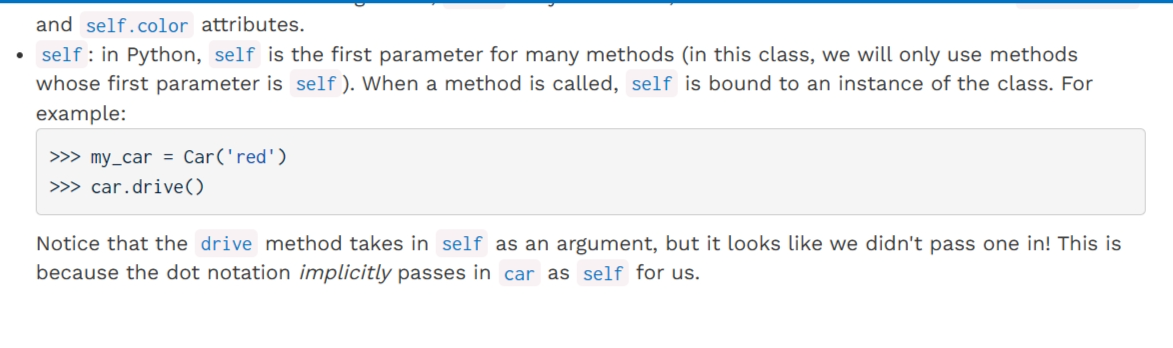 and self.color attributes.
• self: in Python, self is the first parameter for many methods (in this class, we will only use methods
whose first parameter is self). When a method is called, self is bound to an instance of the class. For
example:
>>> my_car = Car('red')
>>> car.drive()
Notice that the drive method takes in self as an argument, but it looks like we didn't pass one in! This is
because the dot notation implicitly passes in car as self for us.